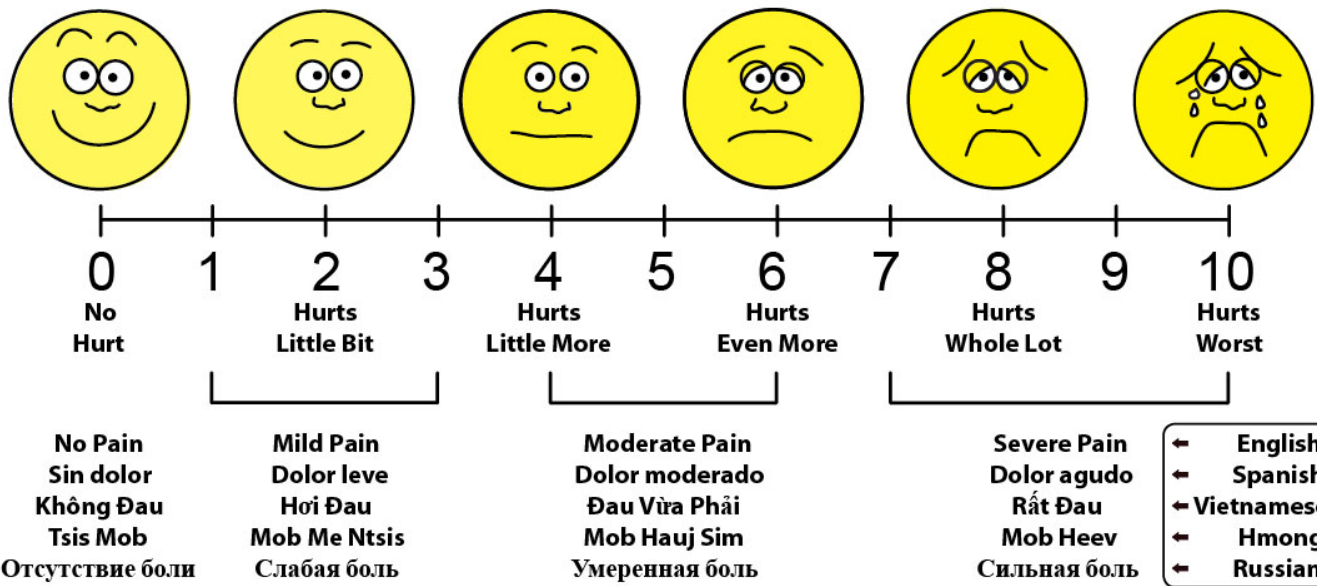 0 1 2 3 4 5 6 7 8 9 10
No Hurts Hurts Hurts Hurts Hurts
Hurt Little Bit Little More Even More Whole Lot Worst
No Pain Mild Pain Moderate Pain Severe Pain English
Sin dolor Dolor leve Dolor moderado Dolor agudo Spanish
Không Đau Hơi Đau Đau Vừa Phải Rất Đau Vietnamese
Tsis Mob Mob Me Ntsis Mob Hauj Sim Mob Heev Hmong
Отсутствие боли Слабая боль Умеренная боль Сильная боль Russian